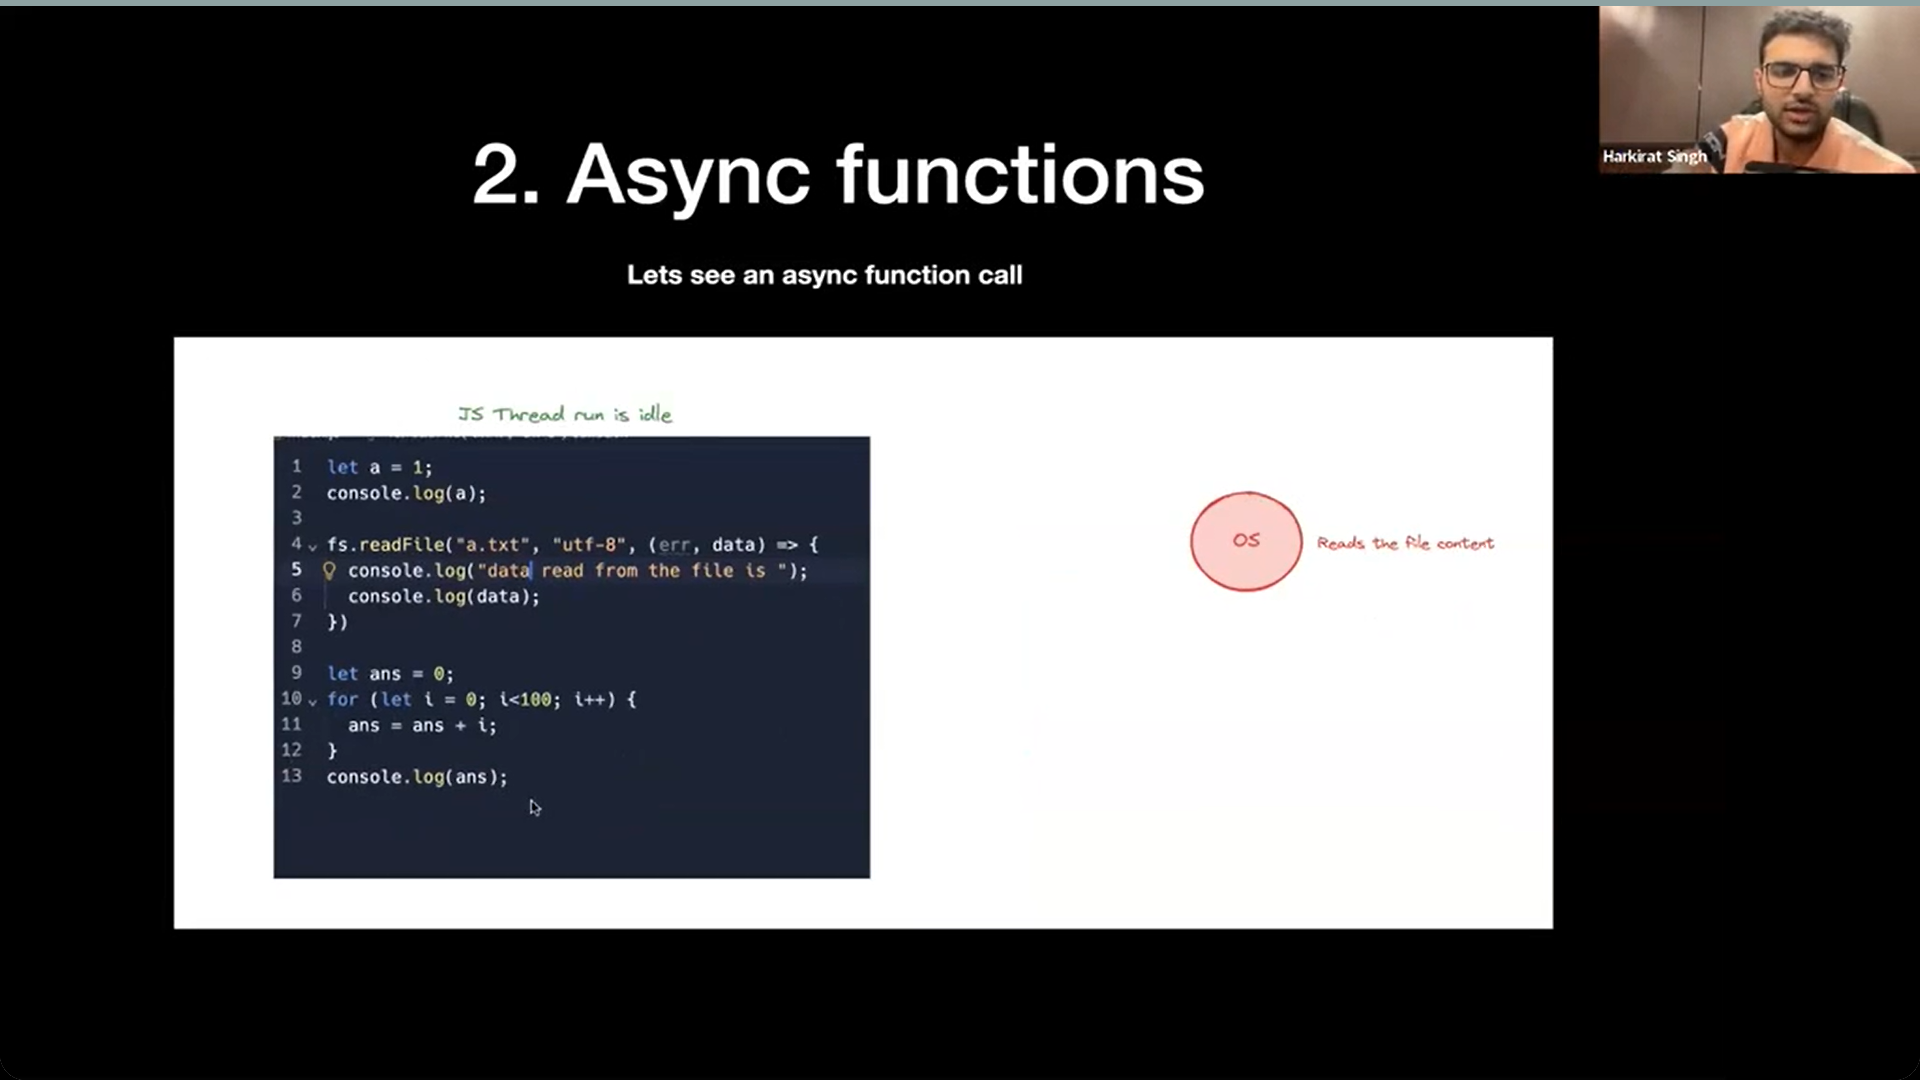 Harkirat Singh
2. Async functions
Lets see an async function call
JS Thread run is idle
1 let a = 1;
2 console.log(a);
3
4 fs.readFile("a.txt", "utf-8", (err, data) => {
5 console.log("data read from the file is ");
6 console.log(data);
7 })
8
9 let ans = 0;
10 for (let i = 0; i<100; i++) {
11 ans = ans + i;
12 }
13 console.log(ans);
OS
Reads the file content